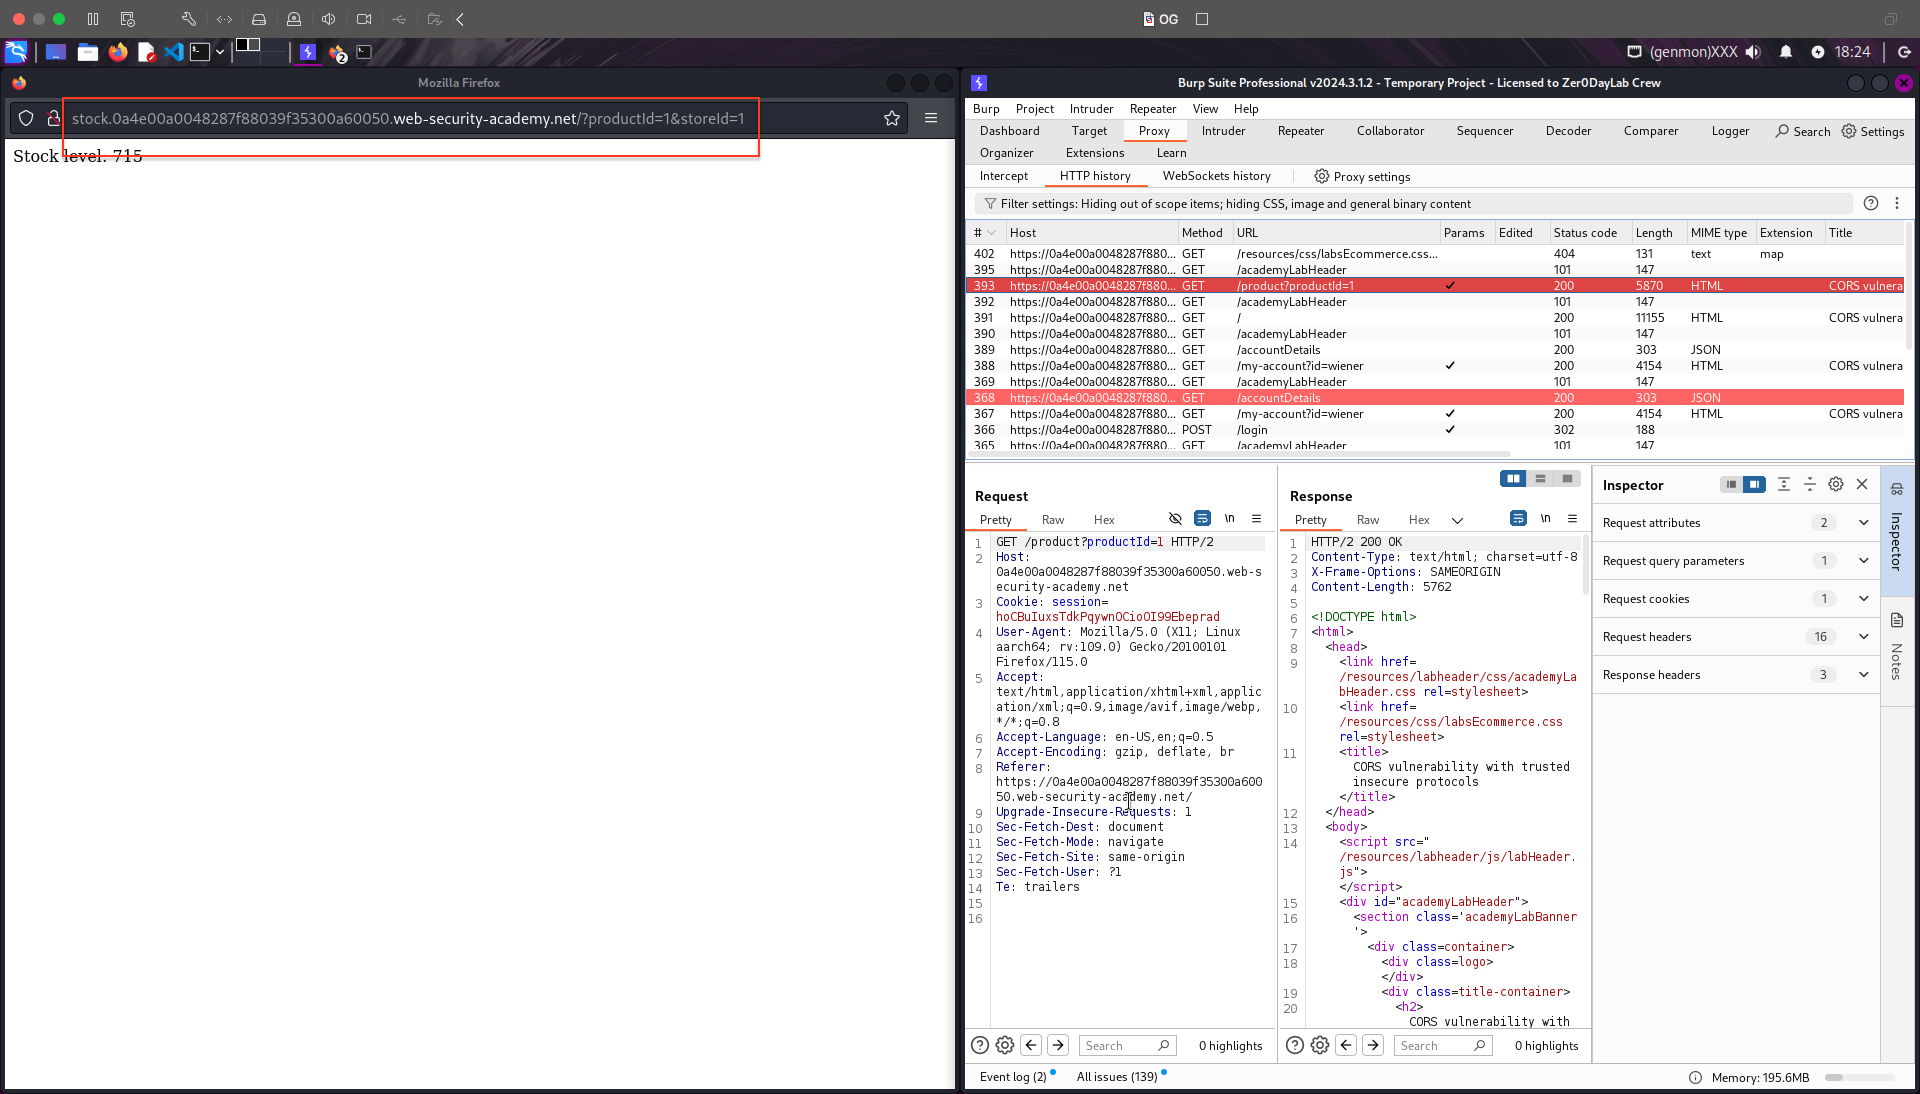 OG
(genmon)XXX 18:24
2
Mozilla Firefox
stock.0a4e00a0048287f88039f35300a60050.web-security-academy.net/?productId=1&storeId=1
Stock level: 715
Burp Suite Professional v2024.3.1.2 - Temporary Project - Licensed to Zer0DayLab Crew
Burp Project Intruder Repeater View Help
Dashboard Target Proxy Intruder Repeater Collaborator Sequencer Decoder Comparer Logger Search Settings
Organizer Extensions Learn
Intercept HTTP history WebSockets history Proxy settings
Filter settings: Hiding out of scope items; hiding CSS, image and general binary content
# Host Method URL Params Edited Status code Length MIME type Extension Title
402 https://0a4e00a0048287f880... GET /resources/css/labsEcommerce.css... 404 131 text map
395 https://0a4e00a0048287f880... GET /academyLabHeader 101 147
393 https://0a4e00a0048287f880... GET /product?productId=1 ✓ 200 5870 HTML CORS vulnera
392 https://0a4e00a0048287f880... GET /academyLabHeader 101 147
391 https://0a4e00a0048287f880... GET / 200 11155 HTML CORS vulnera
390 https://0a4e00a0048287f880... GET /academyLabHeader 101 147
389 https://0a4e00a0048287f880... GET /accountDetails 200 303 JSON
388 https://0a4e00a0048287f880... GET /my-account?id=wiener ✓ 200 4154 HTML CORS vulnera
369 https://0a4e00a0048287f880... GET /academyLabHeader 101 147
368 https://0a4e00a0048287f880... GET /accountDetails 200 303 JSON
367 https://0a4e00a0048287f880... GET /my-account?id=wiener ✓ 200 4154 HTML CORS vulnera
366 https://0a4e00a0048287f880... POST /login ✓ 302 188
365 https://0a4e00a0048287f880... GET /academyLabHeader 101 147
Request
Pretty Raw Hex \n
1 GET /product?productId=1 HTTP/2
2 Host:
0a4e00a0048287f88039f35300a60050.web-s
ecurity-academy.net
3 Cookie: session=
hoCBuIuxsTdkPqywnOCioOI99Ebeprad
4 User-Agent: Mozilla/5.0 (X11; Linux
aarch64; rv:109.0) Gecko/20100101
Firefox/115.0
5 Accept:
text/html,application/xhtml+xml,applic
ation/xml;q=0.9,image/avif,image/webp,
*/*;q=0.8
6 Accept-Language: en-US,en;q=0.5
7 Accept-Encoding: gzip, deflate, br
8 Referer:
https://0a4e00a0048287f88039f35300a600
50.web-security-academy.net/
9 Upgrade-Insecure-Requests: 1
10 Sec-Fetch-Dest: document
11 Sec-Fetch-Mode: navigate
12 Sec-Fetch-Site: same-origin
13 Sec-Fetch-User: ?1
14 Te: trailers
15
16
Search 0 highlights
Response
Pretty Raw Hex \n
1 HTTP/2 200 OK
2 Content-Type: text/html; charset=utf-8
3 X-Frame-Options: SAMEORIGIN
4 Content-Length: 5762
5
6 <!DOCTYPE html>
7 <html>
8 <head>
9 <link href=
/resources/labheader/css/academyLa
bHeader.css rel=stylesheet>
10 <link href=
/resources/css/labsEcommerce.css
rel=stylesheet>
11 <title>
CORS vulnerability with trusted
insecure protocols
</title>
12 </head>
13 <body>
14 <script src="
/resources/labheader/js/labHeader.
js">
</script>
15 <div id="academyLabHeader">
16 <section class='academyLabBanner
'>
17 <div class=container>
18 <div class=logo>
</div>
19 <div class=title-container>
20 <h2>
CORS vulnerability with
Search 0 highlights
Inspector
Request attributes 2
Request query parameters 1
Request cookies 1
Request headers 16
Response headers 3
Inspector
Notes
Event log (2) All issues (139) Memory: 195.6MB